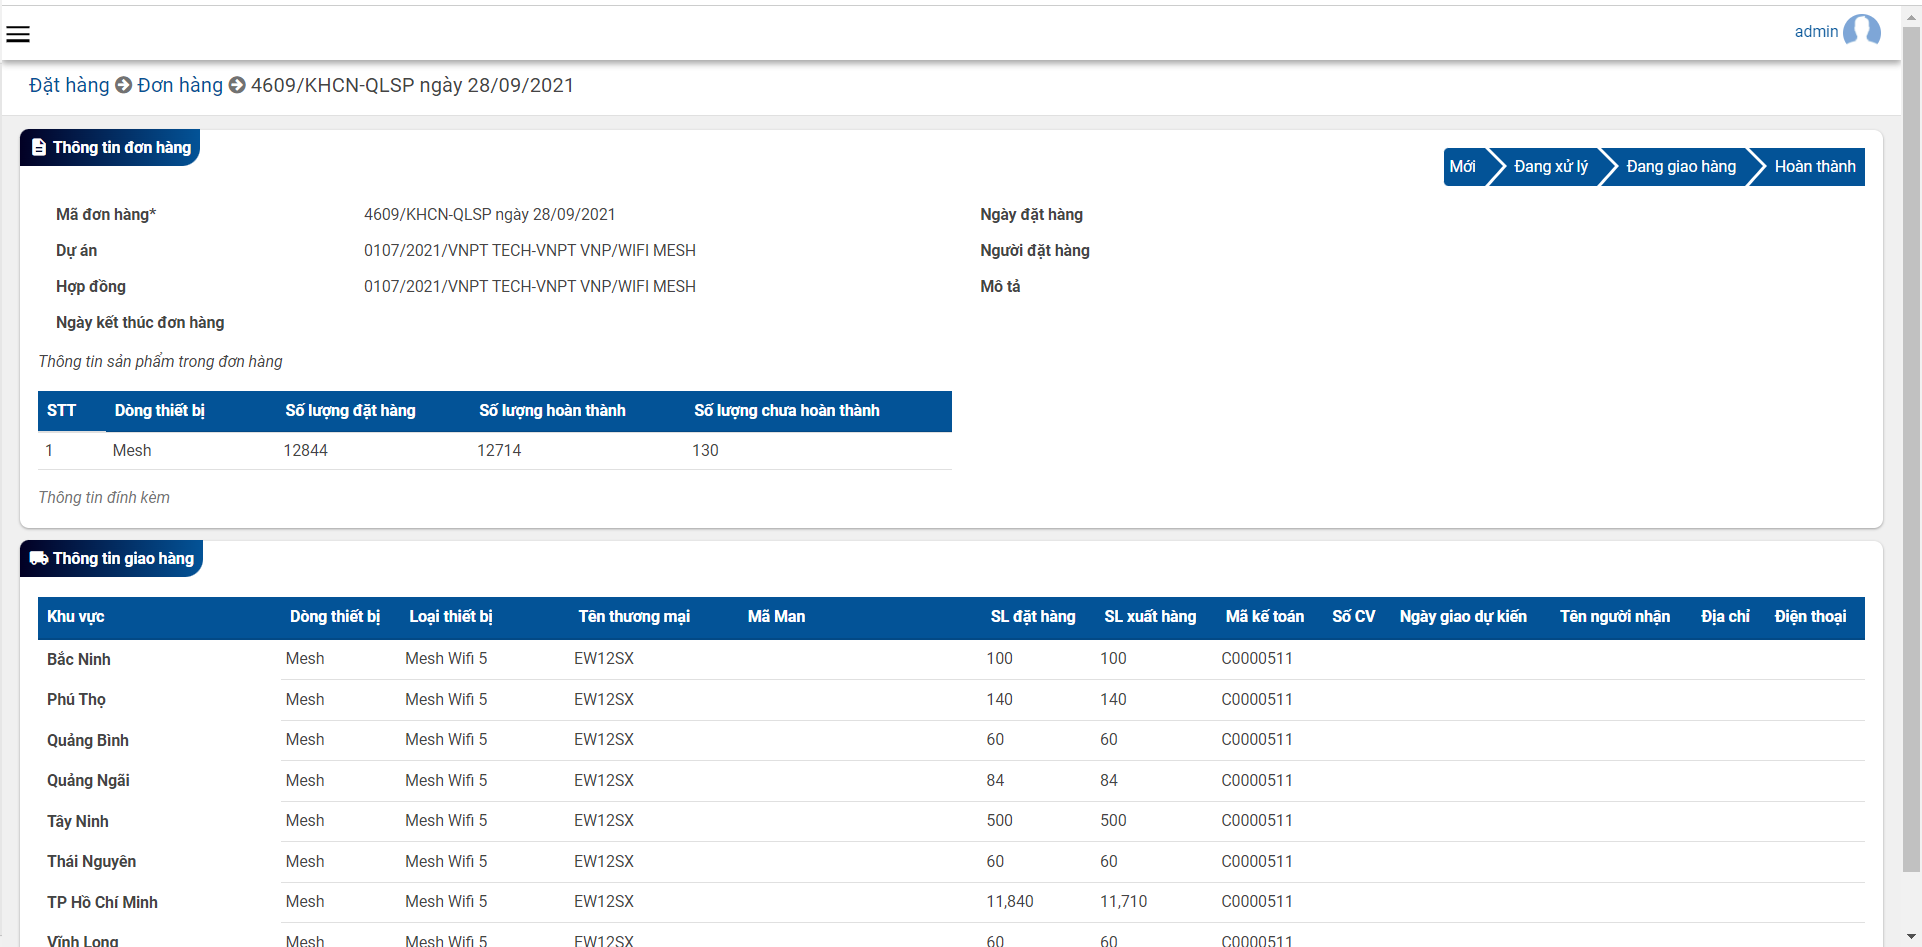 admin
Đặt hàng Đơn hàng 4609/KHCN-QLSP ngày 28/09/2021
Thông tin đơn hàng
Mới Đang xử lý Đang giao hàng Hoàn thành
Mã đơn hàng* 4609/KHCN-QLSP ngày 28/09/2021 Ngày đặt hàng
Dự án 0107/2021/VNPT TECH-VNPT VNP/WIFI MESH Người đặt hàng
Hợp đồng 0107/2021/VNPT TECH-VNPT VNP/WIFI MESH Mô tả
Ngày kết thúc đơn hàng
Thông tin sản phẩm trong đơn hàng
STT Dòng thiết bị Số lượng đặt hàng Số lượng hoàn thành Số lượng chưa hoàn thành
1 Mesh 12844 12714 130
Thông tin đính kèm
Thông tin giao hàng
Khu vực Dòng thiết bị Loại thiết bị Tên thương mại Mã Man SL đặt hàng SL xuất hàng Mã kế toán Số CV Ngày giao dự kiến Tên người nhận Địa chỉ Điện thoại
Bắc Ninh Mesh Mesh Wifi 5 EW12SX 100 100 C0000511
Phú Thọ Mesh Mesh Wifi 5 EW12SX 140 140 C0000511
Quảng Bình Mesh Mesh Wifi 5 EW12SX 60 60 C0000511
Quảng Ngãi Mesh Mesh Wifi 5 EW12SX 84 84 C0000511
Tây Ninh Mesh Mesh Wifi 5 EW12SX 500 500 C0000511
Thái Nguyên Mesh Mesh Wifi 5 EW12SX 60 60 C0000511
TP Hồ Chí Minh Mesh Mesh Wifi 5 EW12SX 11,840 11,710 C0000511
Vĩnh Long Mesh Mesh Wifi 5 EW12SX 60 60 C0000511